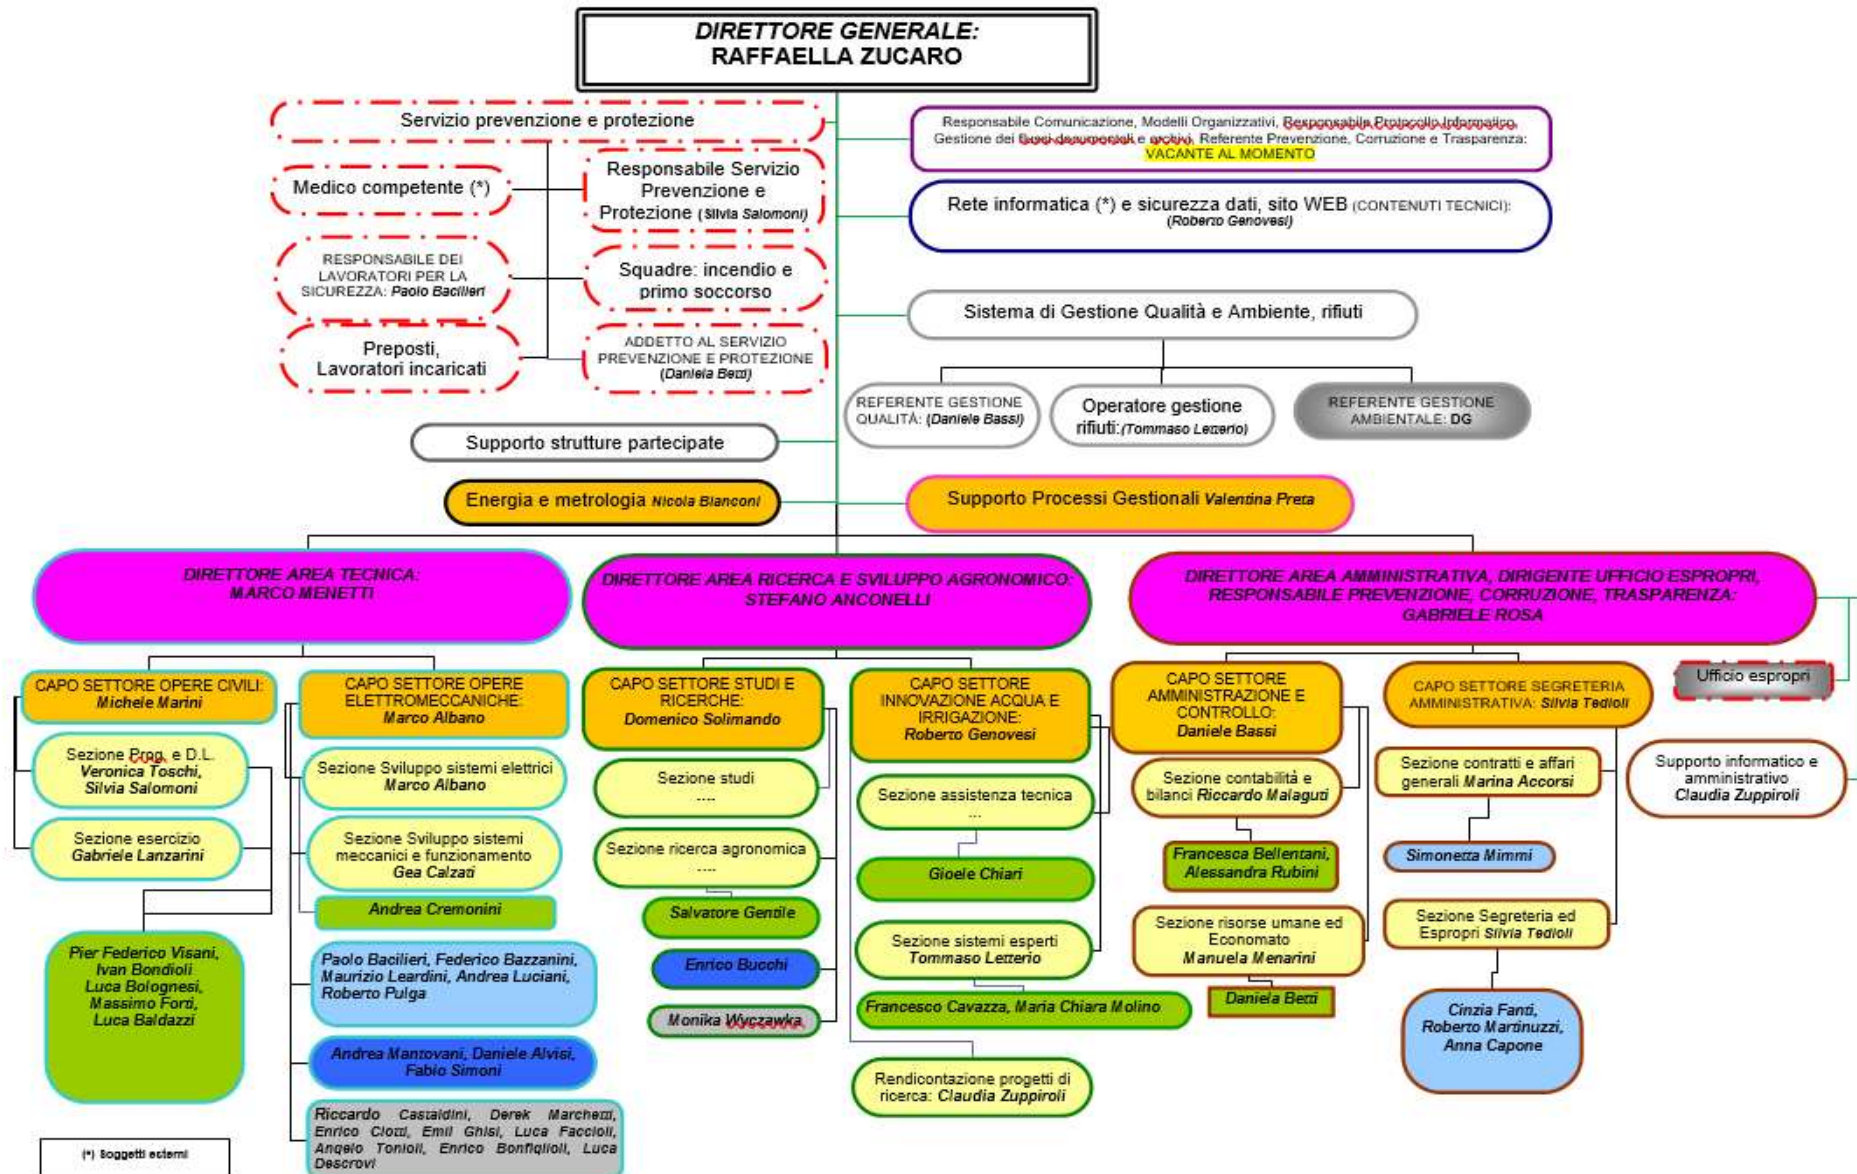 DIRETTORE GENERALE:
RAFFAELLA ZUCARO
Servizio prevenzione e protezione
Medico competente (*)
Responsabile Servizio
Prevenzione e
Protezione (Silvia Salomoni)
RESPONSABILE DEI
LAVORATORI PER LA
SICUREZZA: Paolo Bacilieri
Squadre: incendio e
primo soccorso
Preposti,
Lavoratori incaricati
ADDETTO AL SERVIZIO
PREVENZIONE E PROTEZIONE
(Daniela Betti)
Responsabile Comunicazione, Modelli Organizzativi, Responsabile Protocollo Informatico,
Gestione dei flussi documentali e archivi, Referente Prevenzione, Corruzione e Trasparenza:
VACANTE AL MOMENTO
Rete informatica (*) e sicurezza dati, sito WEB (CONTENUTI TECNICI):
(Roberto Genovesi)
Sistema di Gestione Qualità e Ambiente, rifiuti
REFERENTE GESTIONE
QUALITÀ: (Daniele Bassi)
Operatore gestione
rifiuti:(Tommaso Letterio)
REFERENTE GESTIONE
AMBIENTALE: DG
Supporto strutture partecipate
Energia e metrologia Nicola Bianconi
Supporto Processi Gestionali Valentina Preta
DIRETTORE AREA TECNICA:
MARCO MENETTI
CAPO SETTORE OPERE CIVILI:
Michele Marini
Sezione Prog. e D.L.
Veronica Toschi,
Silvia Salomoni
Sezione esercizio
Gabriele Lanzarini
Pier Federico Visani,
Ivan Bondioli
Luca Bolognesi,
Massimo Forti,
Luca Baldazzi
CAPO SETTORE OPERE
ELETTROMECCANICHE:
Marco Albano
Sezione Sviluppo sistemi elettrici
Marco Albano
Sezione Sviluppo sistemi
meccanici e funzionamento
Gea Calzati
Andrea Cremonini
Paolo Bacilieri, Federico Bazzanini,
Maurizio Leardini, Andrea Luciani,
Roberto Pulga
Andrea Mantovani, Daniele Alvisi,
Fabio Simoni
Riccardo Castaldini, Derek Marchetti,
Enrico Ciotti, Emil Ghisi, Luca Faccioli,
Angelo Tonioli, Enrico Bonfiglioli, Luca
Descrovi
DIRETTORE AREA RICERCA E SVILUPPO AGRONOMICO:
STEFANO ANCONELLI
CAPO SETTORE STUDI E
RICERCHE:
Domenico Solimando
Sezione studi
....
Sezione ricerca agronomica
....
Salvatore Gentile
Enrico Bucchi
Monika Wyczawka
CAPO SETTORE
INNOVAZIONE ACQUA E
IRRIGAZIONE:
Roberto Genovesi
Sezione assistenza tecnica
...
Gioele Chiari
Sezione sistemi esperti
Tommaso Letterio
Francesco Cavazza, Maria Chiara Molino
Rendicontazione progetti di
ricerca: Claudia Zuppiroli
DIRETTORE AREA AMMINISTRATIVA, DIRIGENTE UFFICIO ESPROPRI,
RESPONSABILE PREVENZIONE, CORRUZIONE, TRASPARENZA:
GABRIELE ROSA
CAPO SETTORE
AMMINISTRAZIONE E
CONTROLLO:
Daniele Bassi
Sezione contabilità e
bilanci Riccardo Malaguti
Francesca Bellentani,
Alessandra Rubini
Sezione risorse umane ed
Economato
Manuela Menarini
Daniela Betti
CAPO SETTORE SEGRETERIA
AMMINISTRATIVA: Silvia Tedioli
Sezione contratti e affari
generali Marina Accorsi
Simonetta Mimmi
Sezione Segreteria ed
Espropri Silvia Tedioli
Cinzia Fanti,
Roberto Martinuzzi,
Anna Capone
Ufficio espropri
Supporto informatico e
amministrativo
Claudia Zuppiroli
(*) Soggetti esterni